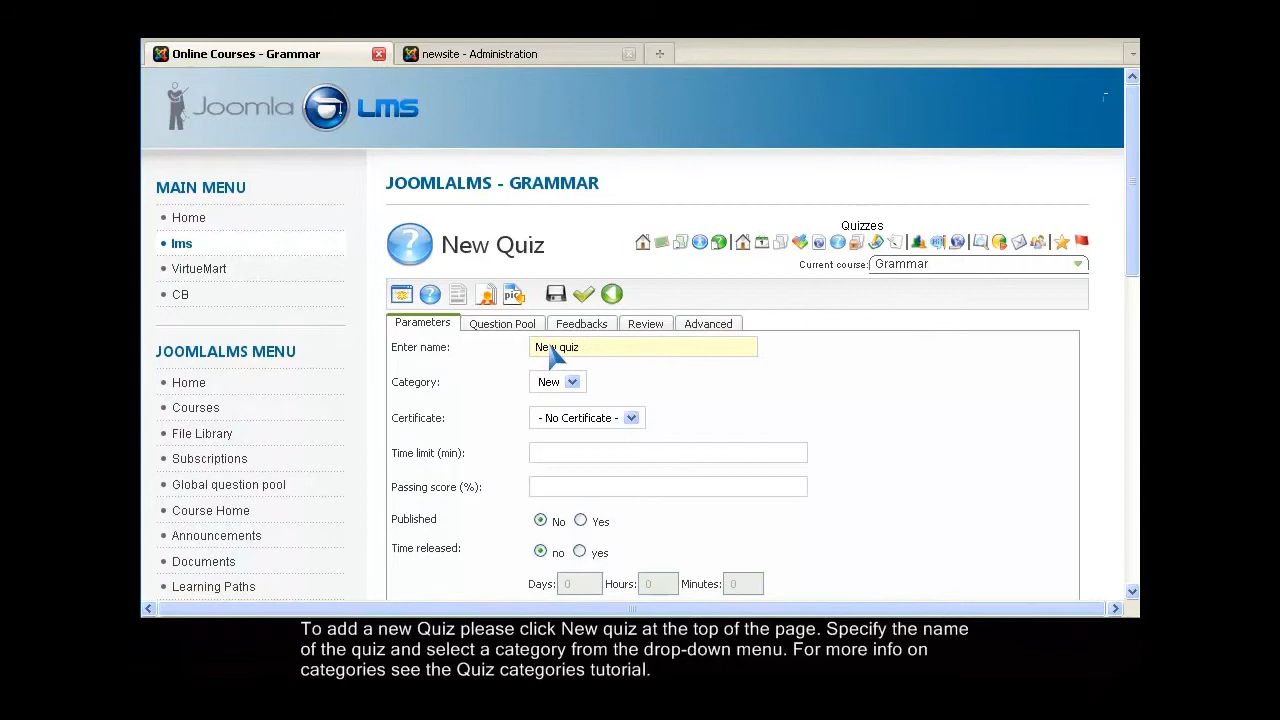 Online Courses - Grammar
newsite - Administration
Joomla LMS
MAIN MENU
Home
lms
VirtueMart
CB
JOOMLALMS MENU
Home
Courses
File Library
Subscriptions
Global question pool
Course Home
Announcements
Documents
Learning Paths
JOOMLALMS - GRAMMAR
New Quiz
Quizzes
Current course: Grammar
pic
Parameters Question Pool Feedbacks Review Advanced
Enter name: New quiz
Category: New
Certificate: - No Certificate -
Time limit (min):
Passing score (%):
Published No Yes
Time released: no yes
Days: 0 Hours: 0 Minutes: 0
To add a new Quiz please click New quiz at the top of the page. Specify the name
of the quiz and select a category from the drop-down menu. For more info on
categories see the Quiz categories tutorial.